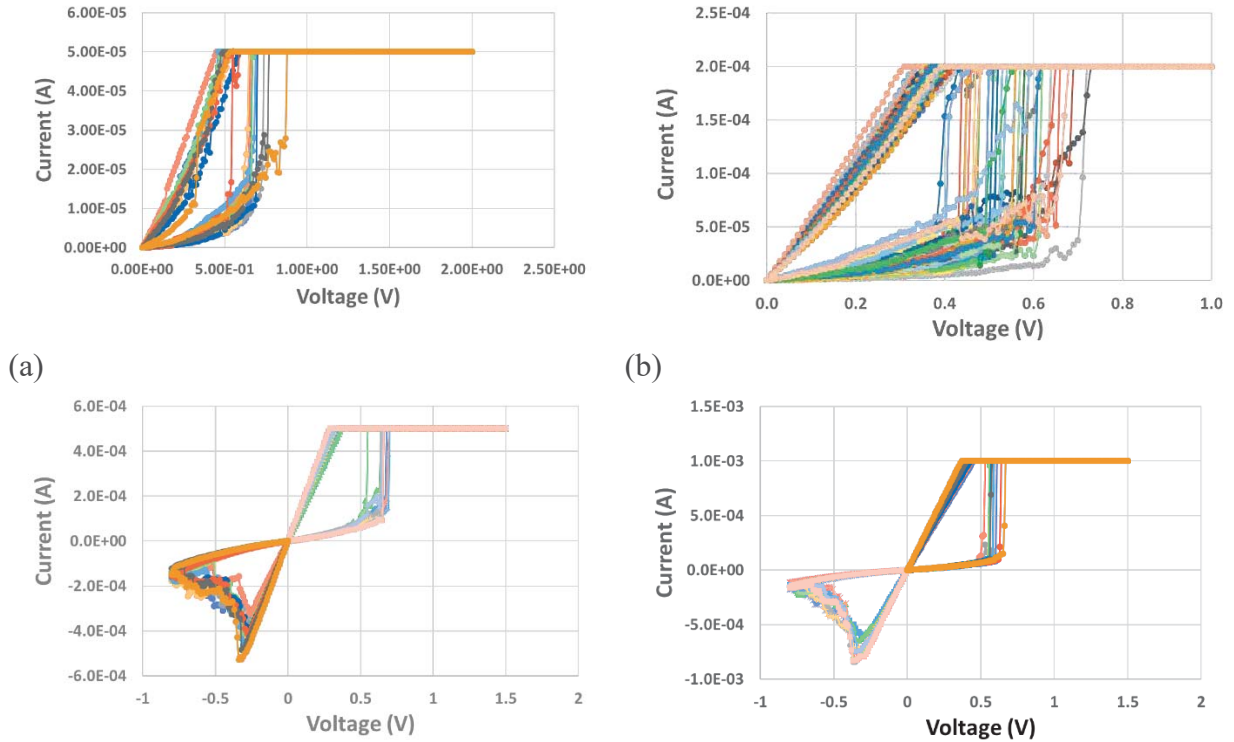 6.00E-05
5.00E-05
4.00E-05
3.00E-05
2.00E-05
1.00E-05
0.00E+00
0.000E+00 5.000E-01 1.000E+00 1.500E+00 2.000E+00 2.500E+00
Current (A)
Voltage (V)
2.5E-04
2.0E-04
1.5E-04
1.0E-04
5.0E-05
0.0E+00
0.0 0.2 0.4 0.6 0.8 1.0
Current (A)
Voltage (V)
(a)
(b)
6.0E-04
4.0E-04
2.0E-04
0.0E+00
-2.0E-04
-4.0E-04
-6.0E-04
-1 -0.5 0 0.5 1 1.5 2
Current (A)
Voltage (V)
1.5E-03
1.0E-03
5.0E-04
0.0E+00
-5.0E-04
-1.0E-03
-1 -0.5 0 0.5 1 1.5 2
Current (A)
Voltage (V)